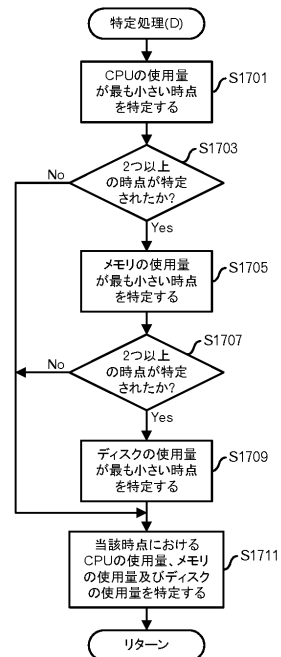 特定処理(D)
CPUの使用量
が最も小さい時点
を特定する
S1701
2つ以上
の時点が特定
されたか?
S1703
No
Yes
メモリの使用量
が最も小さい時点
を特定する
S1705
2つ以上
の時点が特定
されたか?
S1707
No
Yes
ディスクの使用量
が最も小さい時点
を特定する
S1709
当該時点における
CPUの使用量、メモリ
の使用量及びディスク
の使用量を特定する
S1711
リターン